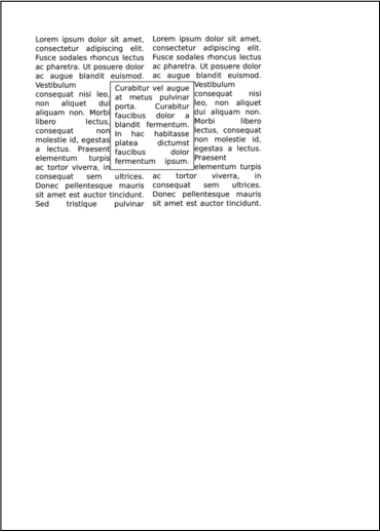 Lorem ipsum dolor sit amet,
consectetur adipiscing elit.
Fusce sodales rhoncus lectus
ac pharetra. Ut posuere dolor
ac augue blandit euismod.
Vestibulum
consequat nisi leo,
non aliquet dui
aliquam non. Morbi
libero lectus,
consequat non
molestie id, egestas
a lectus. Praesent
elementum turpis
ac tortor viverra, in
consequat sem ultrices.
Donec pellentesque mauris
sit amet est auctor tincidunt.
Sed tristique pulvinar
Curabitur vel augue
at metus pulvinar
porta. Curabitur
faucibus dolor a
blandit fermentum.
In hac habitasse
platea dictumst
faucibus dolor
fermentum ipsum.
Lorem ipsum dolor sit amet,
consectetur adipiscing elit.
Fusce sodales rhoncus lectus
ac pharetra. Ut posuere dolor
ac augue blandit euismod.
Vestibulum
consequat nisi
leo, non aliquet
dui aliquam non.
Morbi libero
lectus, consequat
non molestie id,
egestas a lectus.
Praesent
elementum turpis
ac tortor viverra, in
consequat sem ultrices.
Donec pellentesque mauris
sit amet est auctor tincidunt.